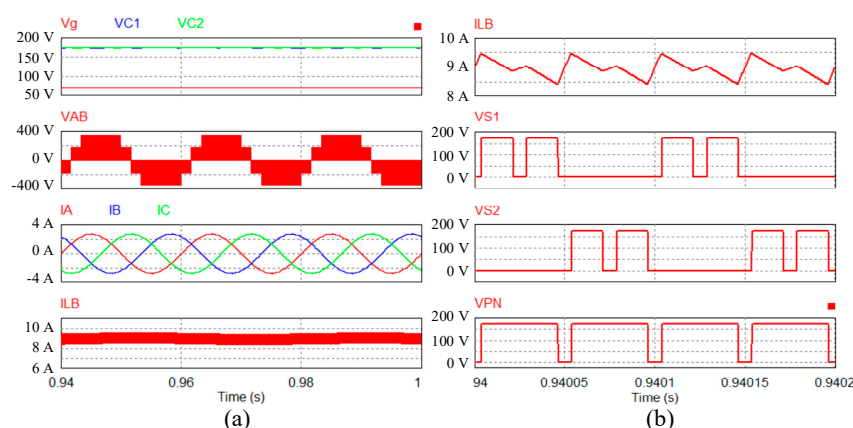 Vg VC1 VC2
200 V
150 V
100 V
50 V
VAB
400 V
0 V
-400 V
IA IB IC
4 A
0 A
-4 A
ILB
10 A
8 A
6 A
0.94 0.96 0.98 1
Time (s)
(a)
ILB
10 A
9 A
8 A
VS1
200 V
100 V
0 V
VS2
200 V
100 V
0 V
VPN
200 V
100 V
0 V
94 0.94005 0.9401 0.94015 0.9402
Time (s)
(b)